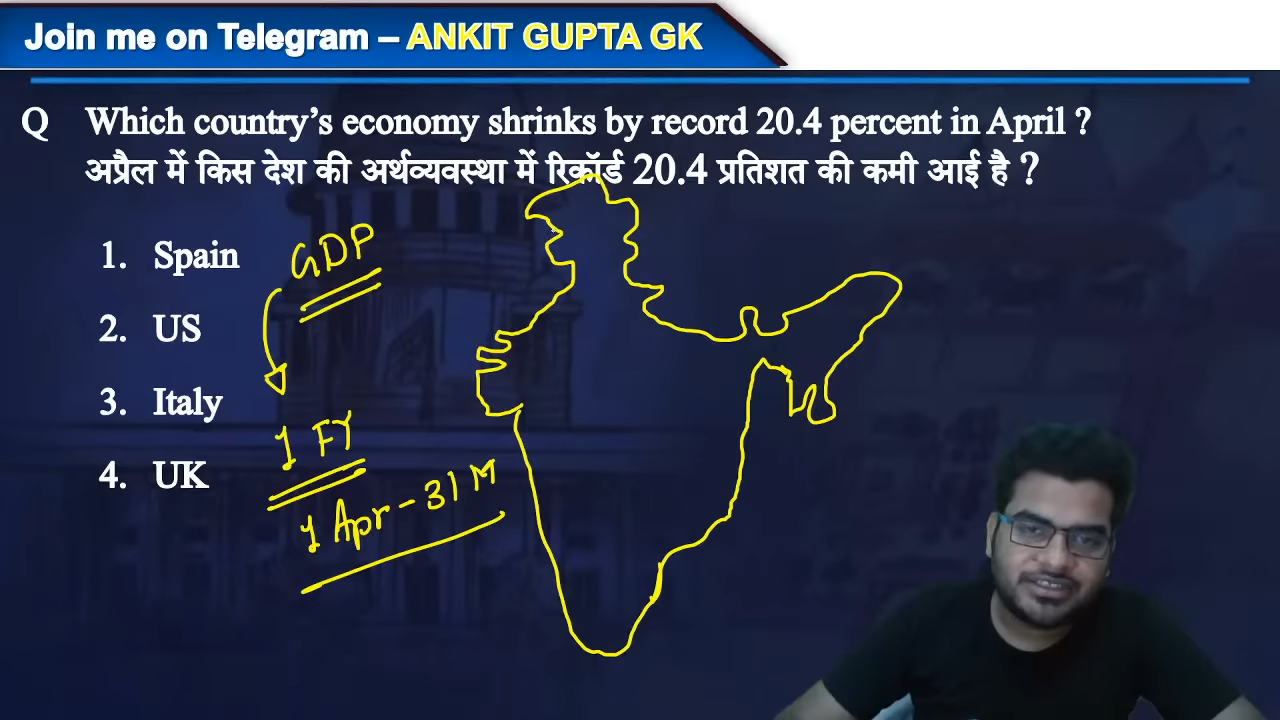 Join me on Telegram – ANKIT GUPTA GK
Q Which country's economy shrinks by record 20.4 percent in April ?
अप्रैल में किस देश की अर्थव्यवस्था में रिकॉर्ड 20.4 प्रतिशत की कमी आई है ?
1. Spain
2. US
3. Italy
4. UK
GDP
1 FY
1 Apr - 31 M